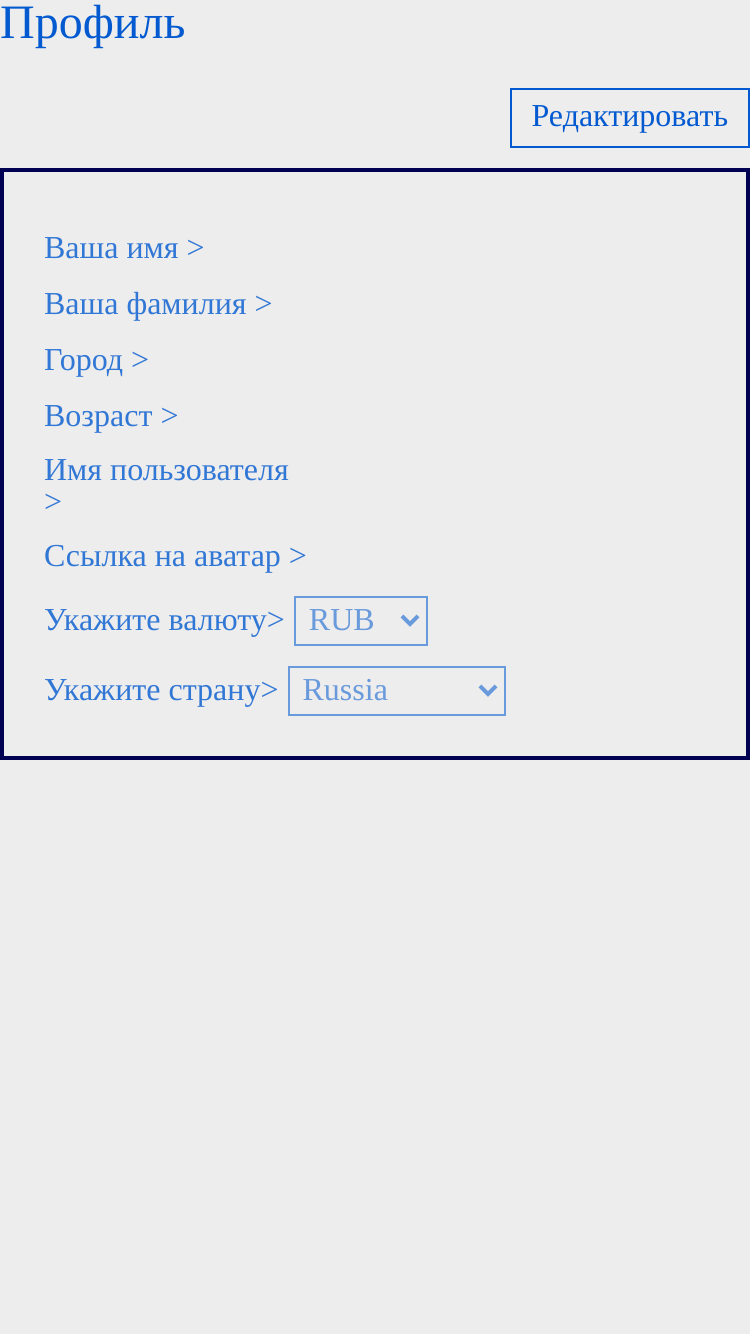 Профиль
Редактировать
Ваша имя >
Ваша фамилия >
Город >
Возраст >
Имя пользователя
>
Ссылка на аватар >
Укажите валюту> RUB
Укажите страну> Russia